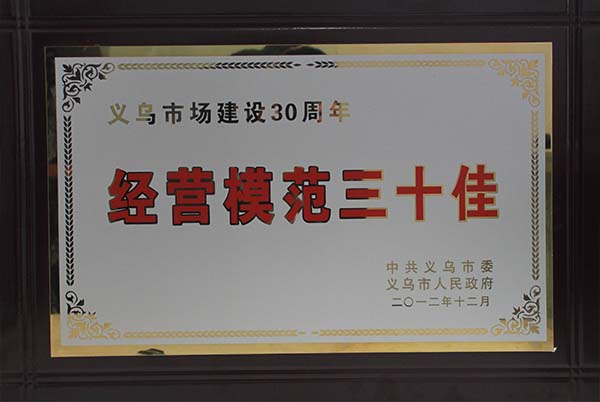 义乌市场建设30周年
经营模范三十佳
中共义乌市委
义乌市人民政府
二〇一二年十二月